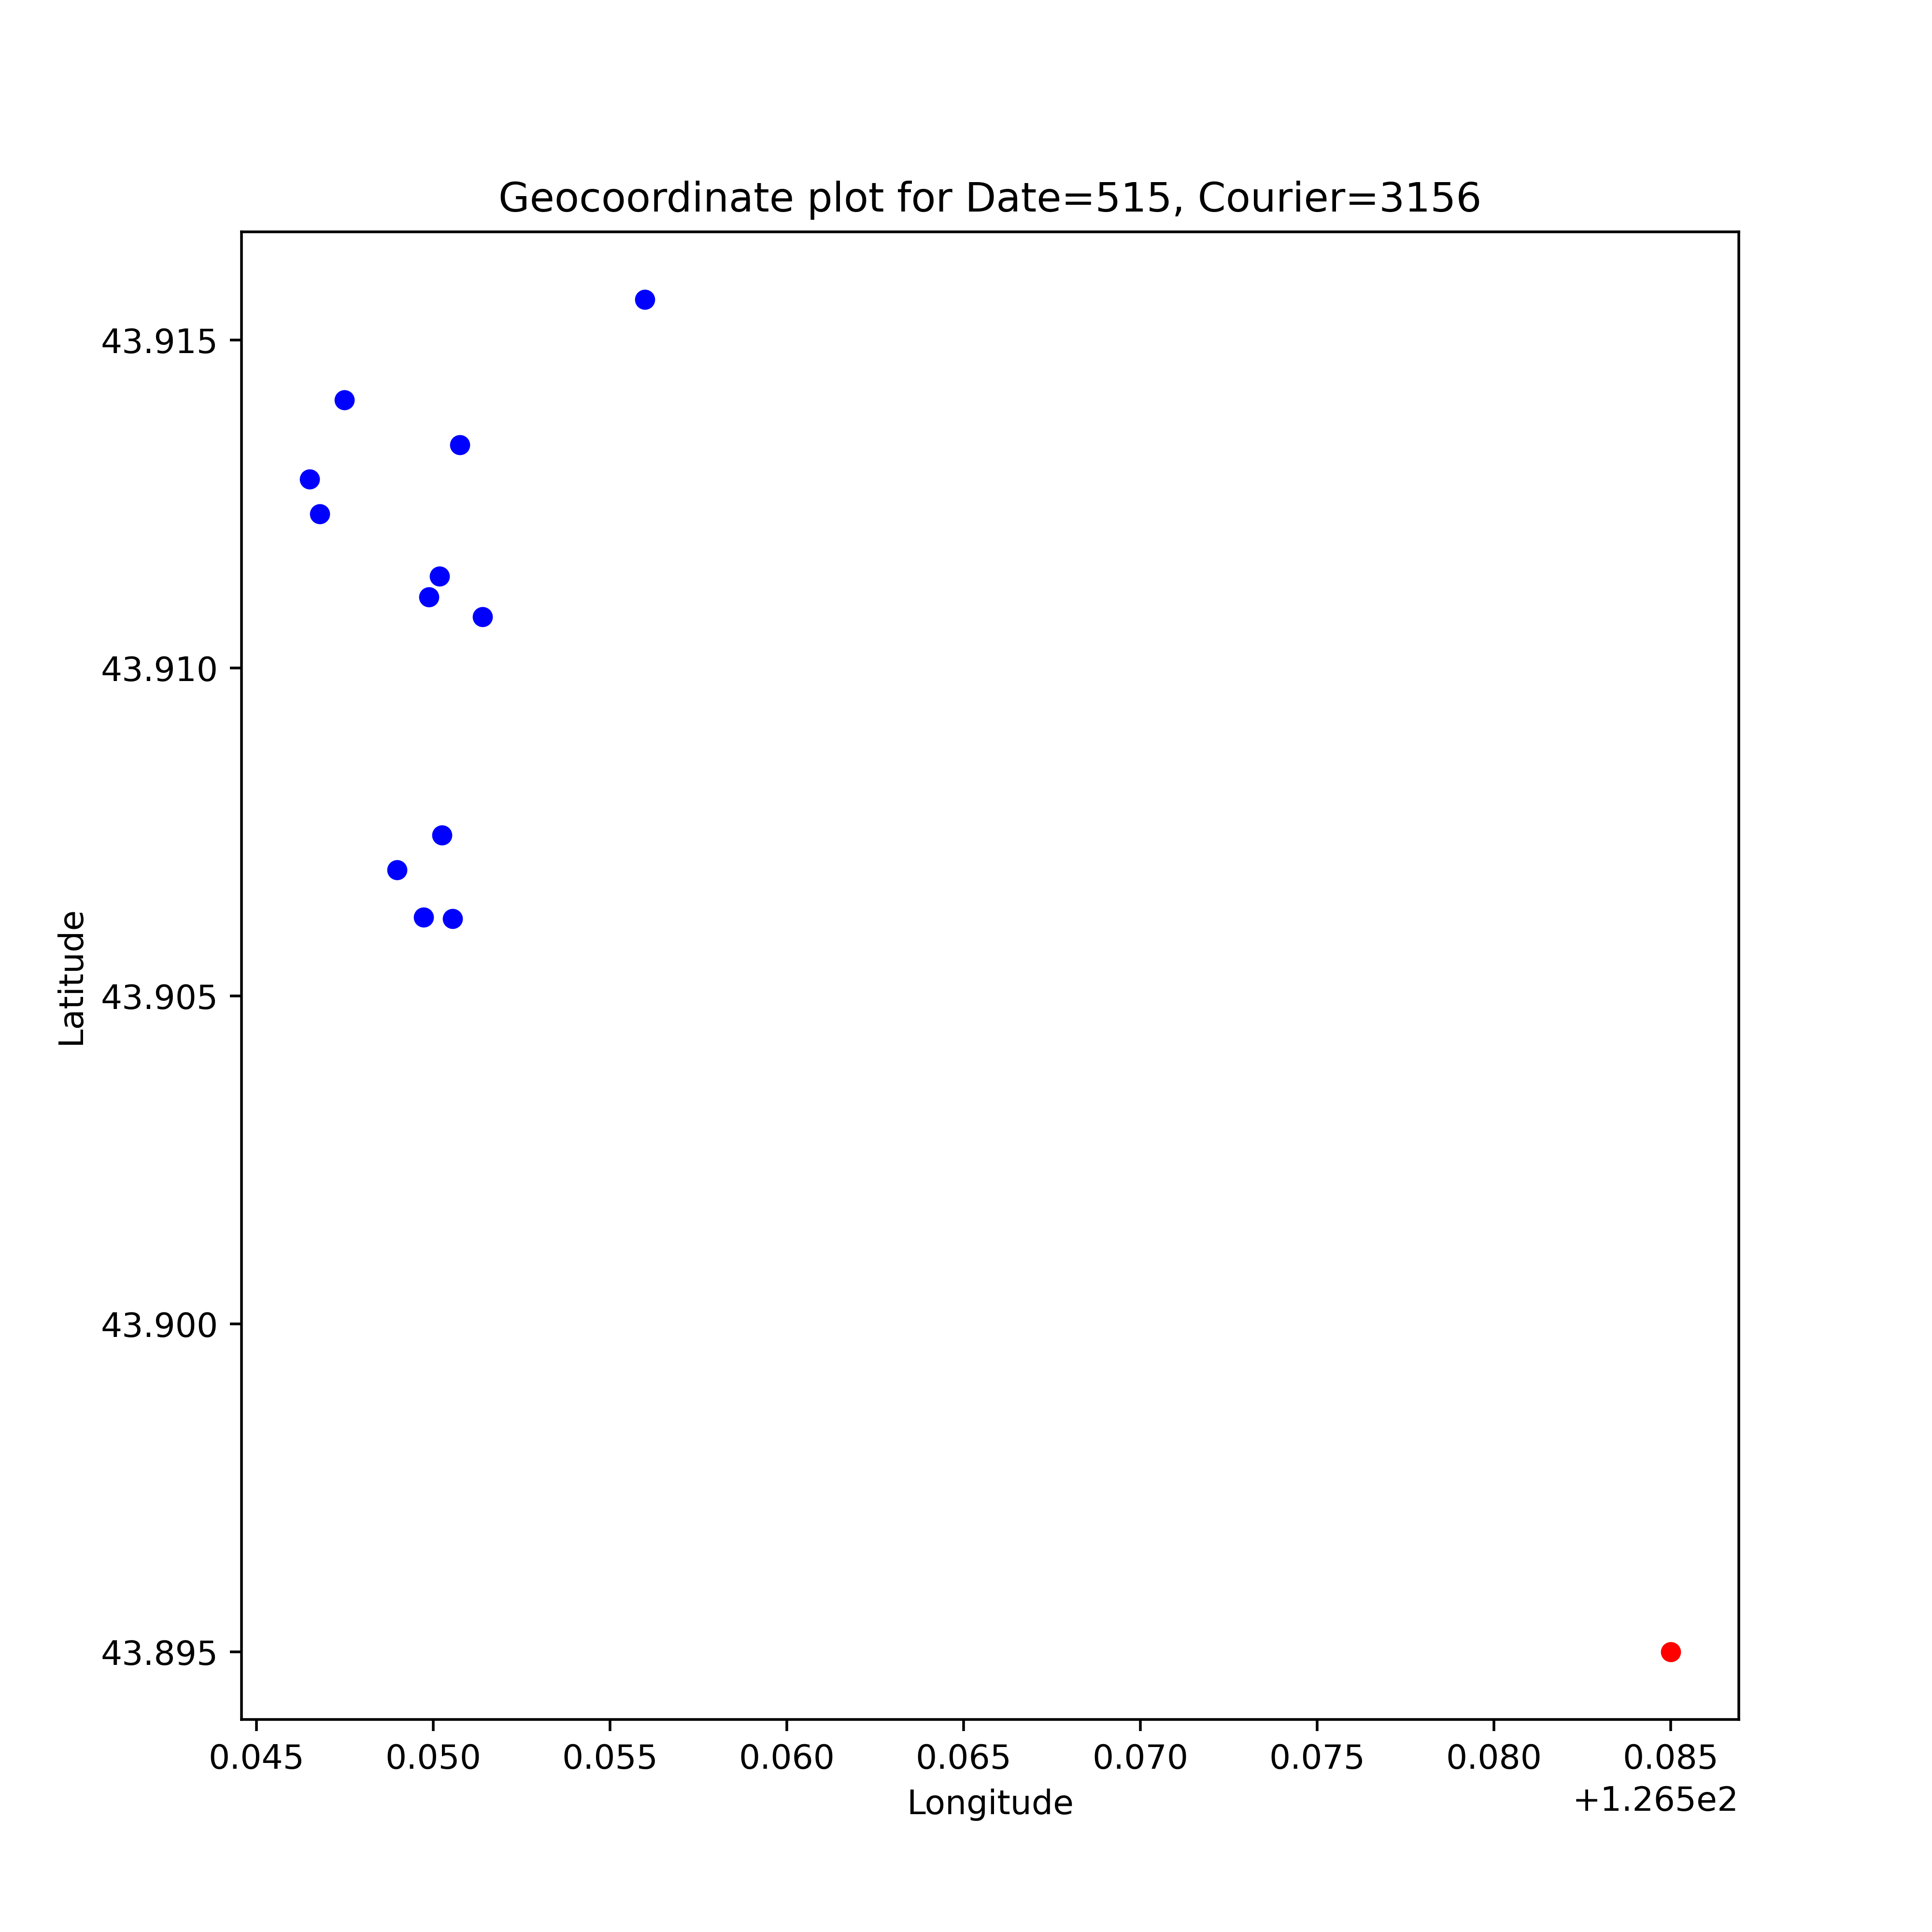 Geocoordinate plot for Date=515, Courier=3156
43.915
43.910
43.905
43.900
43.895
Latitude
0.045 0.050 0.055 0.060 0.065 0.070 0.075 0.080 0.085
+1.265e2
Longitude